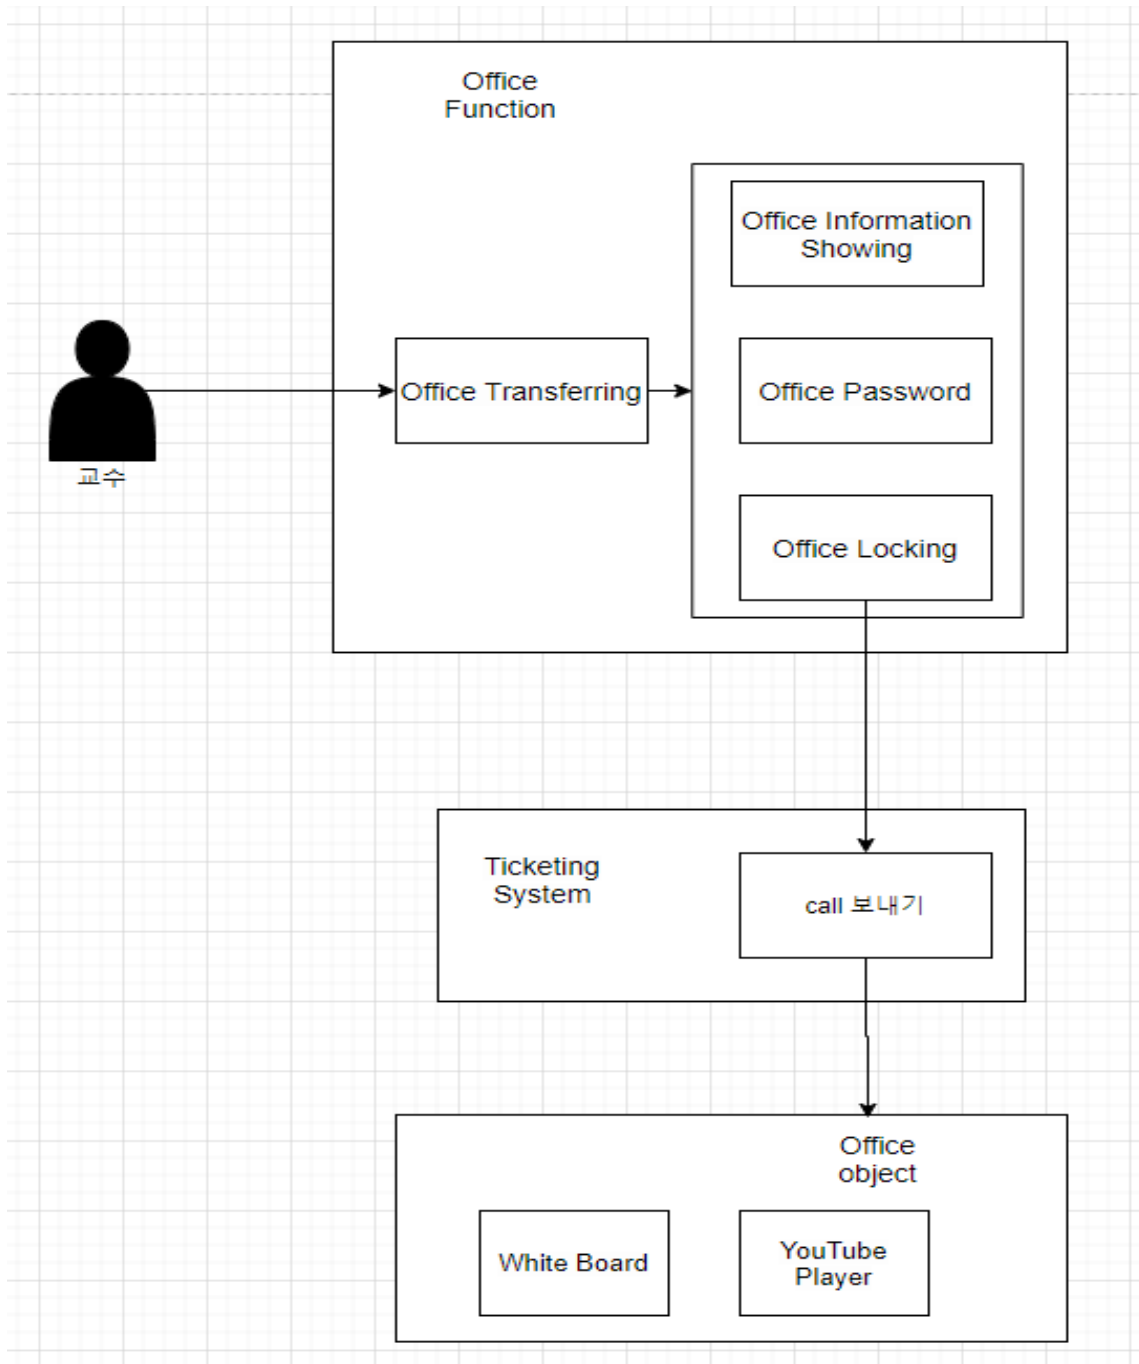 Office
Function
Office Information
Showing
Office Transferring
Office Password
교수
Office Locking
Ticketing
System
call 보내기
Office
object
White Board
YouTube
Player